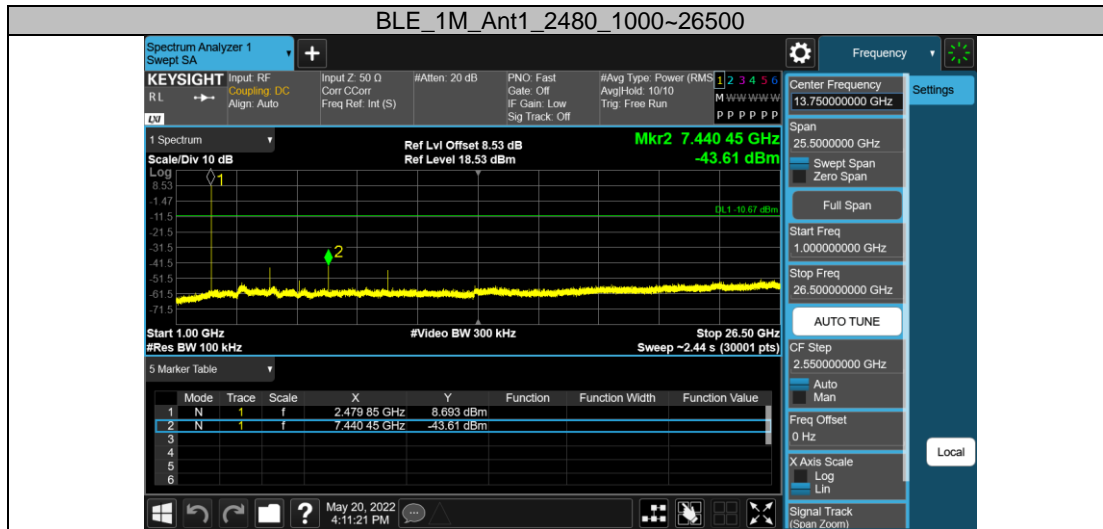 BLE_1M_Ant1_2480_1000~26500
Spectrum Analyzer 1
Swept SA
Frequency
KEYSIGHT
RL
LXI
Input: RF
Coupling: DC
Align: Auto
Input Z: 50 Ω
Corr CCorr
Freq Ref: Int (S)
#Atten: 20 dB
PNO: Fast
Gate: Off
IF Gain: Low
Sig Track: Off
#Avg Type: Power (RMS
Avg|Hold: 10/10
Trig: Free Run
1 2 3 4 5 6
M W W W W W
P P P P P P
1 Spectrum
Scale/Div 10 dB
Ref Lvl Offset 8.53 dB
Ref Level 18.53 dBm
Mkr2 7.440 45 GHz
-43.61 dBm
Log
8.53
-1.47
-11.5
-21.5
-31.5
-41.5
-51.5
-61.5
-71.5
1
2
DL1 -10.67 dBm
Start 1.00 GHz
#Res BW 100 kHz
#Video BW 300 kHz
Stop 26.50 GHz
Sweep ~2.44 s (30001 pts)
5 Marker Table
Mode Trace Scale X Y Function Function Width Function Value
1 N 1 f 2.479 85 GHz 8.693 dBm
2 N 1 f 7.440 45 GHz -43.61 dBm
3
4
5
6
?
May 20, 2022
4:11:21 PM
Center Frequency
13.750000000 GHz
Settings
Span
25.5000000 GHz
Swept Span
Zero Span
Full Span
Start Freq
1.000000000 GHz
Stop Freq
26.500000000 GHz
AUTO TUNE
CF Step
2.550000000 GHz
Auto
Man
Freq Offset
0 Hz
X Axis Scale
Log
Lin
Signal Track
(Span Zoom)
Local